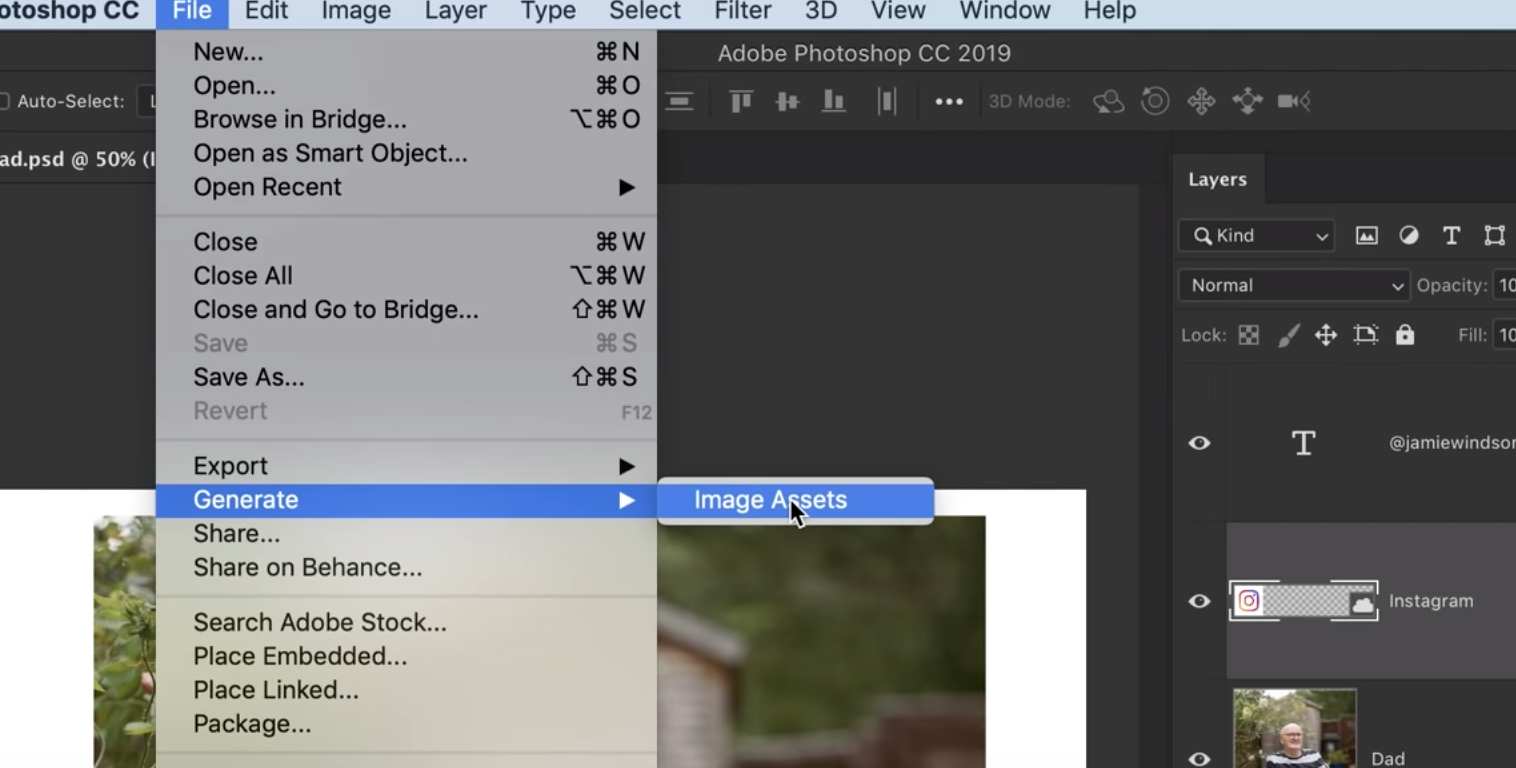 otoshop CC File Edit Image Layer Type Select Filter 3D View Window Help
Adobe Photoshop CC 2019
Auto-Select: L
3D Mode:
ad.psd @ 50% (I
New... ⌘N
Open... ⌘O
Browse in Bridge... ⌥⌘O
Open as Smart Object...
Open Recent ▶
Close ⌘W
Close All ⌥⌘W
Close and Go to Bridge... ⇧⌘W
Save ⌘S
Save As... ⇧⌘S
Revert F12
Export ▶
Generate ▶
Image Assets
Share...
Share on Behance...
Search Adobe Stock...
Place Embedded...
Place Linked...
Package...
Layers
Kind
Normal Opacity: 10
Lock: Fill: 10
@jamiewindsor
Instagram
Dad